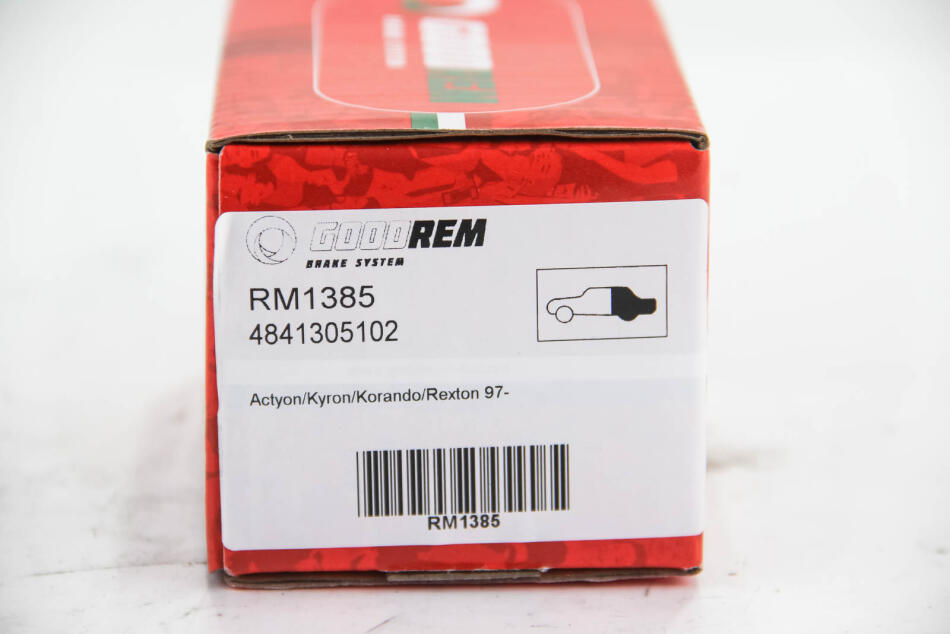 GOODREM
BRAKE SYSTEM
RM1385
4841305102
Actyon/Kyron/Korando/Rexton 97-
RM1385